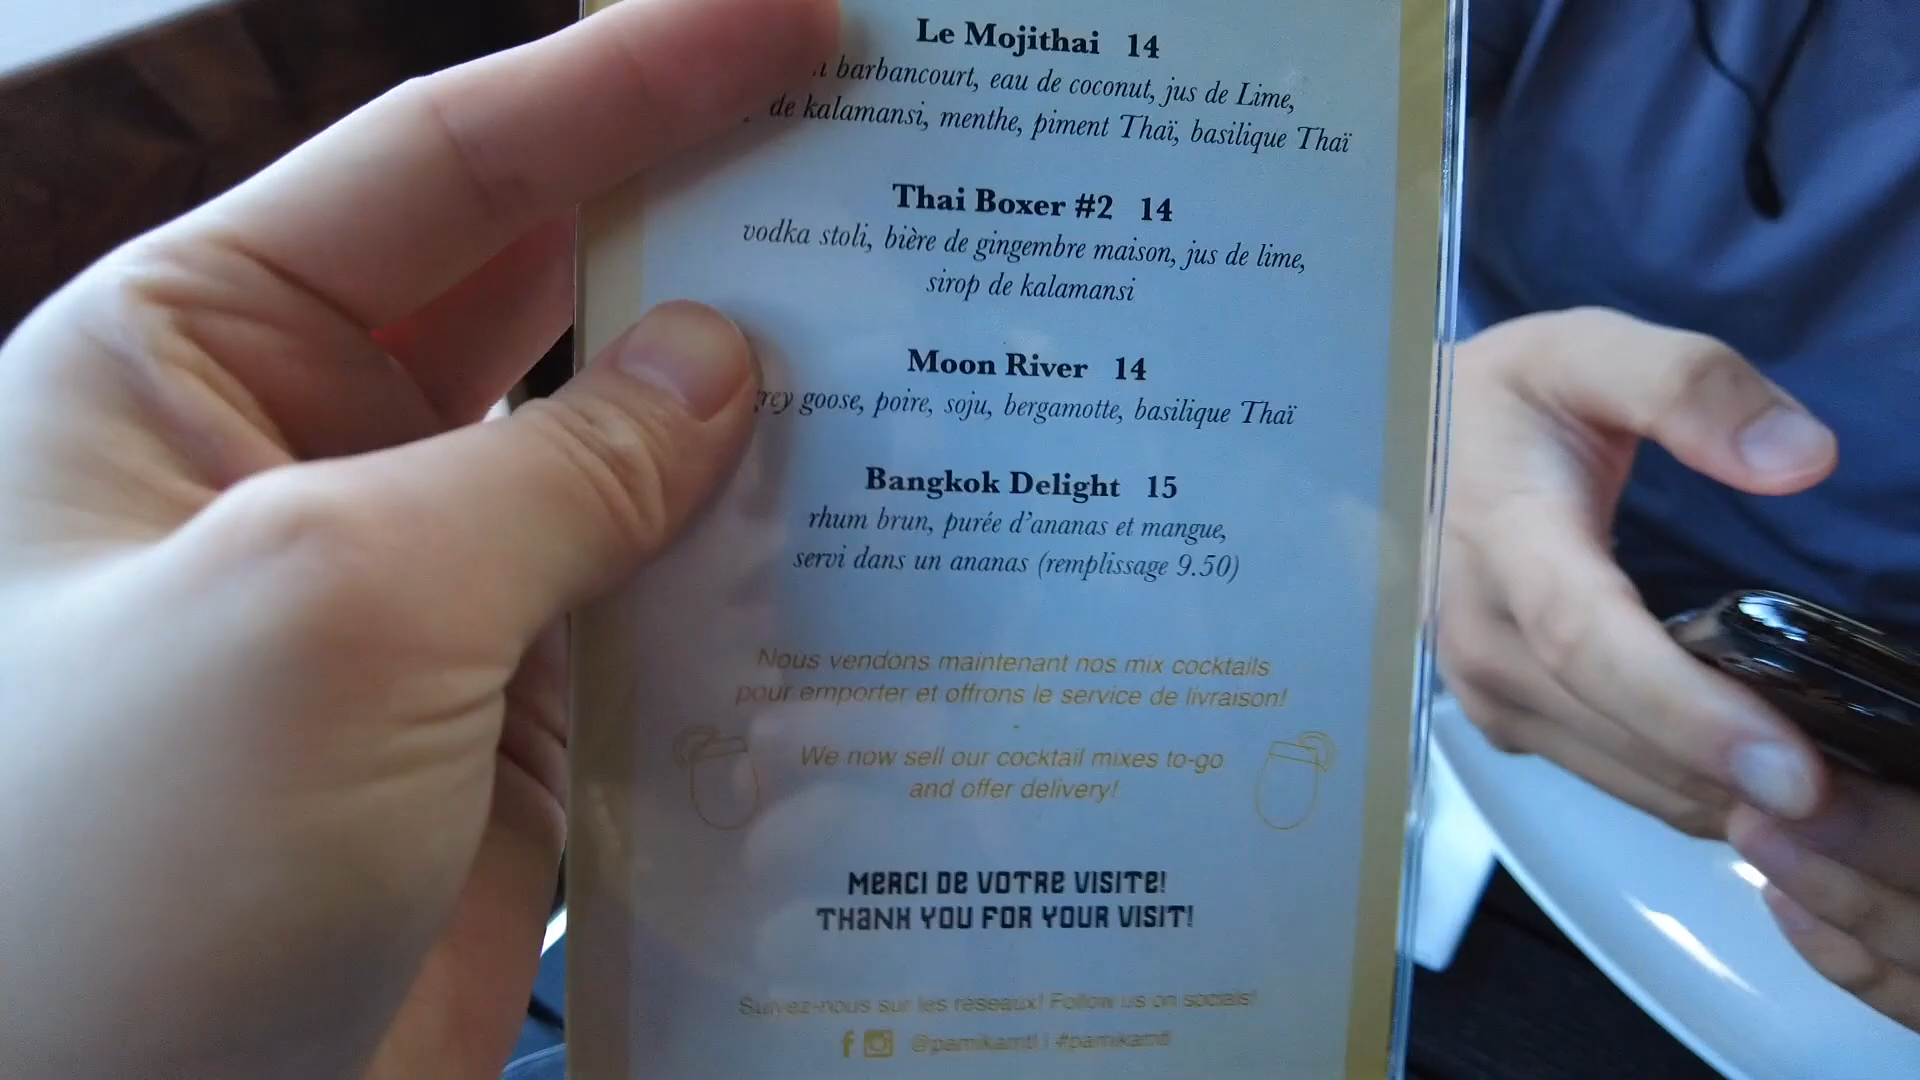 Le Mojithai 14
barbancourt, eau de coconut, jus de Lime,
de kalamansi, menthe, piment Thaï, basilique Thaï
Thai Boxer #2 14
vodka stoli, bière de gingembre maison, jus de lime,
sirop de kalamansi
Moon River 14
goose, poire, soju, bergamotte, basilique Thaï
Bangkok Delight 15
rhum brun, purée d'ananas et mangue,
servi dans un ananas (remplissage 9.50)
Nous vendons maintenant nos mix cocktails
pour emporter et offrons le service de livraison!
-
We now sell our cocktail mixes to-go
and offer delivery!
MERCI DE VOTRE VISITE!
THANK YOU FOR YOUR VISIT!
Suivez-nous sur les réseaux! Follow us on socials!
@pamikamtl | #pamikamtl